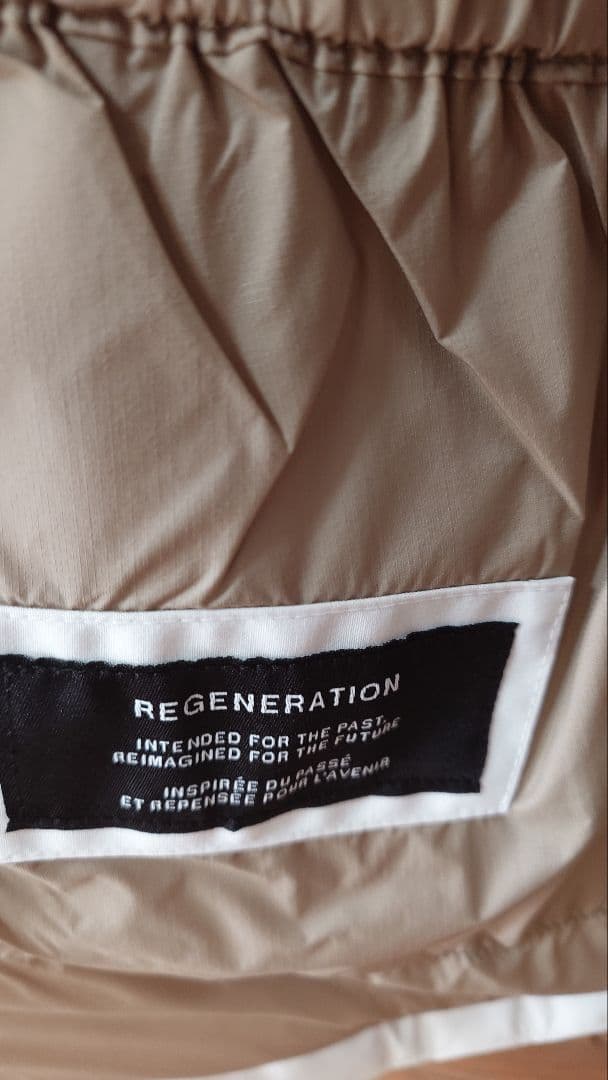 REGENERATION
INTENDED FOR THE PAST,
REIMAGINED FOR THE FUTURE
INSPIRÉE DU PASSÉ
ET REPENSÉE POUR L'AVENIR